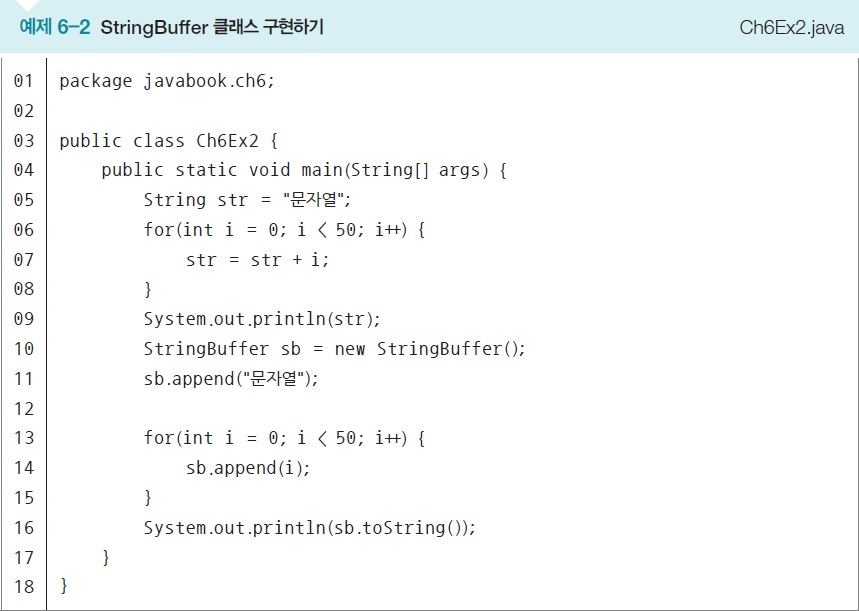 예제 6-2 StringBuffer 클래스 구현하기 Ch6Ex2.java
01 package javabook.ch6;
02
03 public class Ch6Ex2 {
04     public static void main(String[] args) {
05         String str = "문자열";
06         for(int i = 0; i < 50; i++) {
07             str = str + i;
08         }
09         System.out.println(str);
10         StringBuffer sb = new StringBuffer();
11         sb.append("문자열");
12
13         for(int i = 0; i < 50; i++) {
14             sb.append(i);
15         }
16         System.out.println(sb.toString());
17     }
18 }